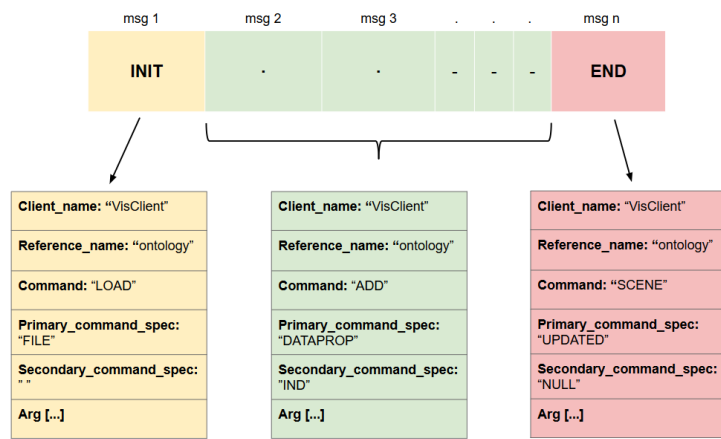 msg 1 msg 2 msg 3 . . . msg n
INIT . . - - - END
Client_name: “VisClient”
Reference_name: “ontology”
Command: “LOAD”
Primary_command_spec:
“FILE”
Secondary_command_spec:
” ”
Arg [...]
Client_name: “VisClient”
Reference_name: “ontology”
Command: “ADD”
Primary_command_spec:
“DATAPROP”
Secondary_command_spec:
”IND”
Arg [...]
Client_name: “VisClient”
Reference_name: “ontology”
Command: “SCENE”
Primary_command_spec:
“UPDATED”
Secondary_command_spec:
“NULL”
Arg [...]